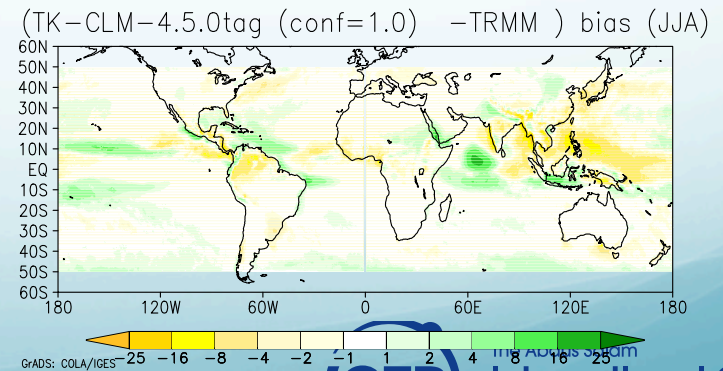 (TK-CLM-4.5.0tag (conf=1.0) -TRMM ) bias (JJA)
60N
50N
40N
30N
20N
10N
EQ
10S
20S
30S
40S
50S
60S
180 120W 60W 0 60E 120E 180
-25 -16 -8 -4 -2 -1 1 2 4 8 16 25
GrADS: COLA/IGES
The Abdus Salam